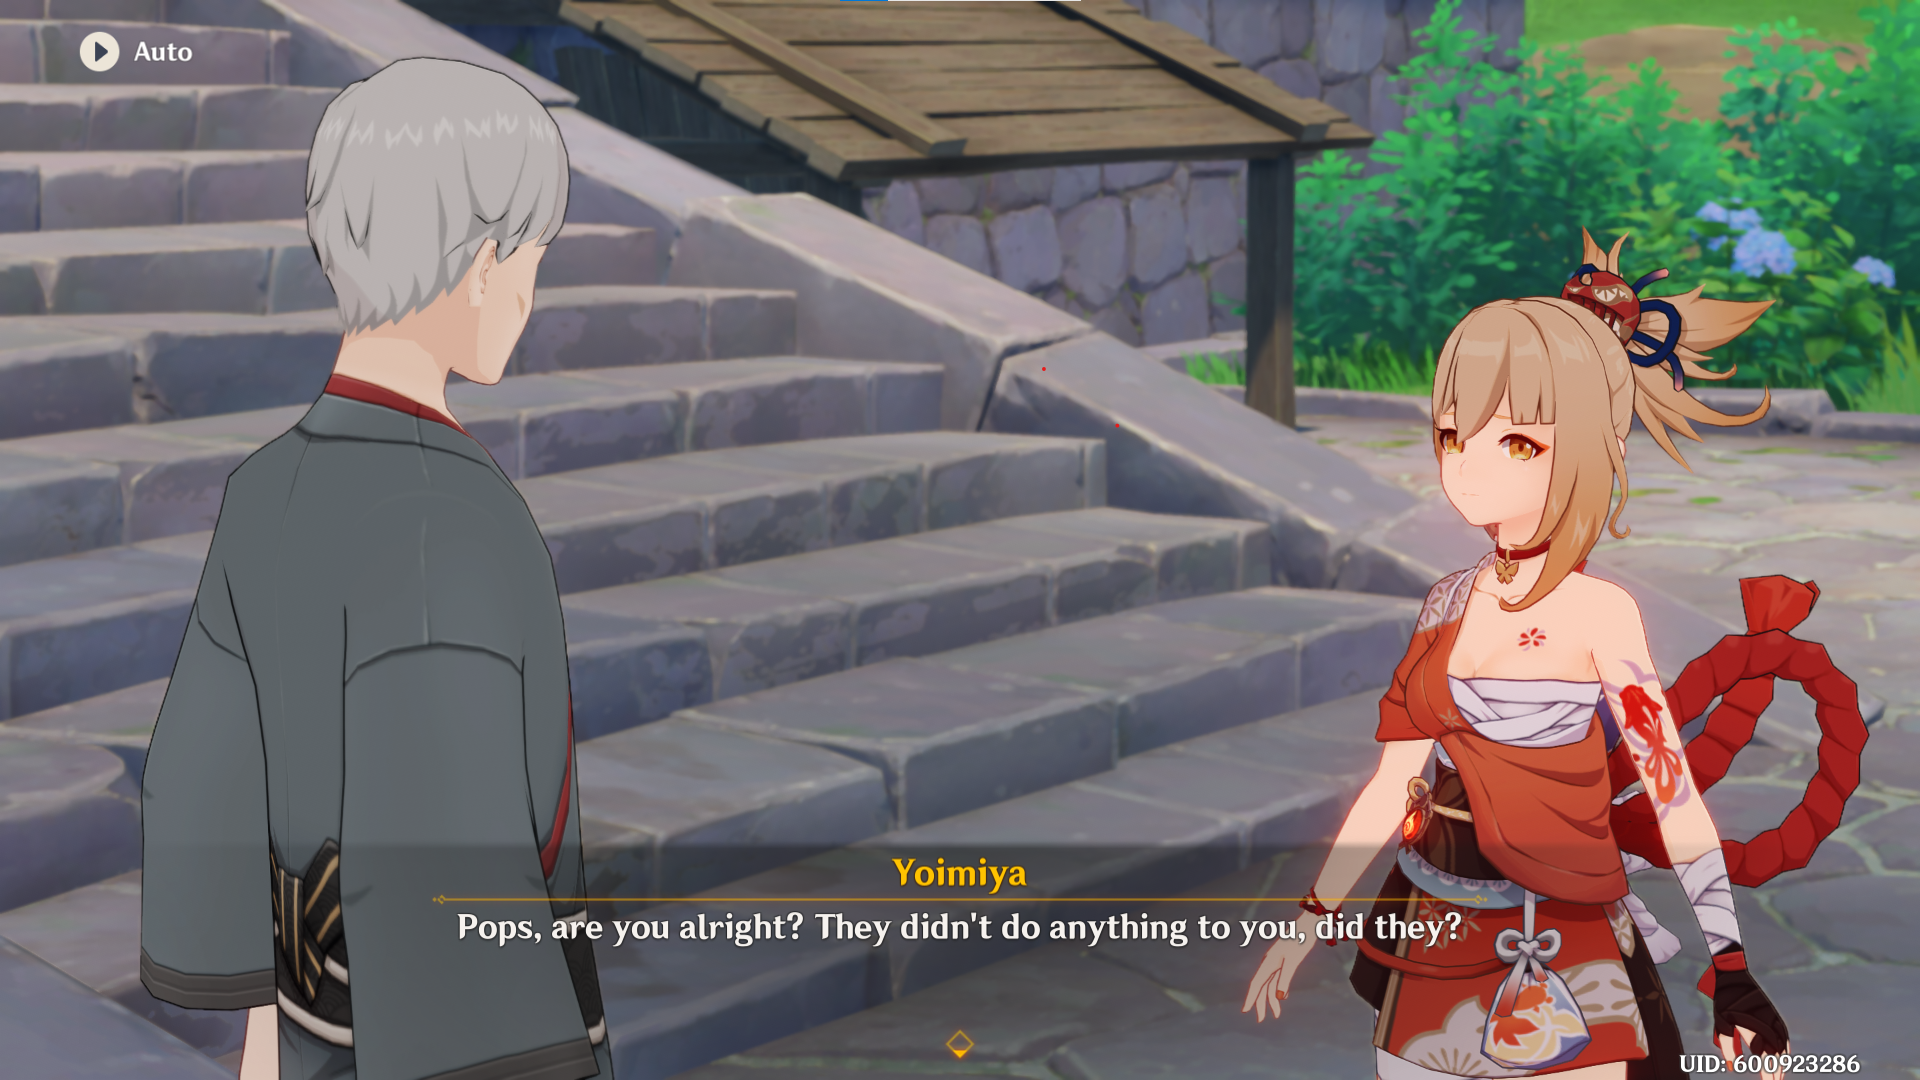 Auto
Yoimiya
Pops, are you alright? They didn't do anything to you, did they?
UID: 600923286